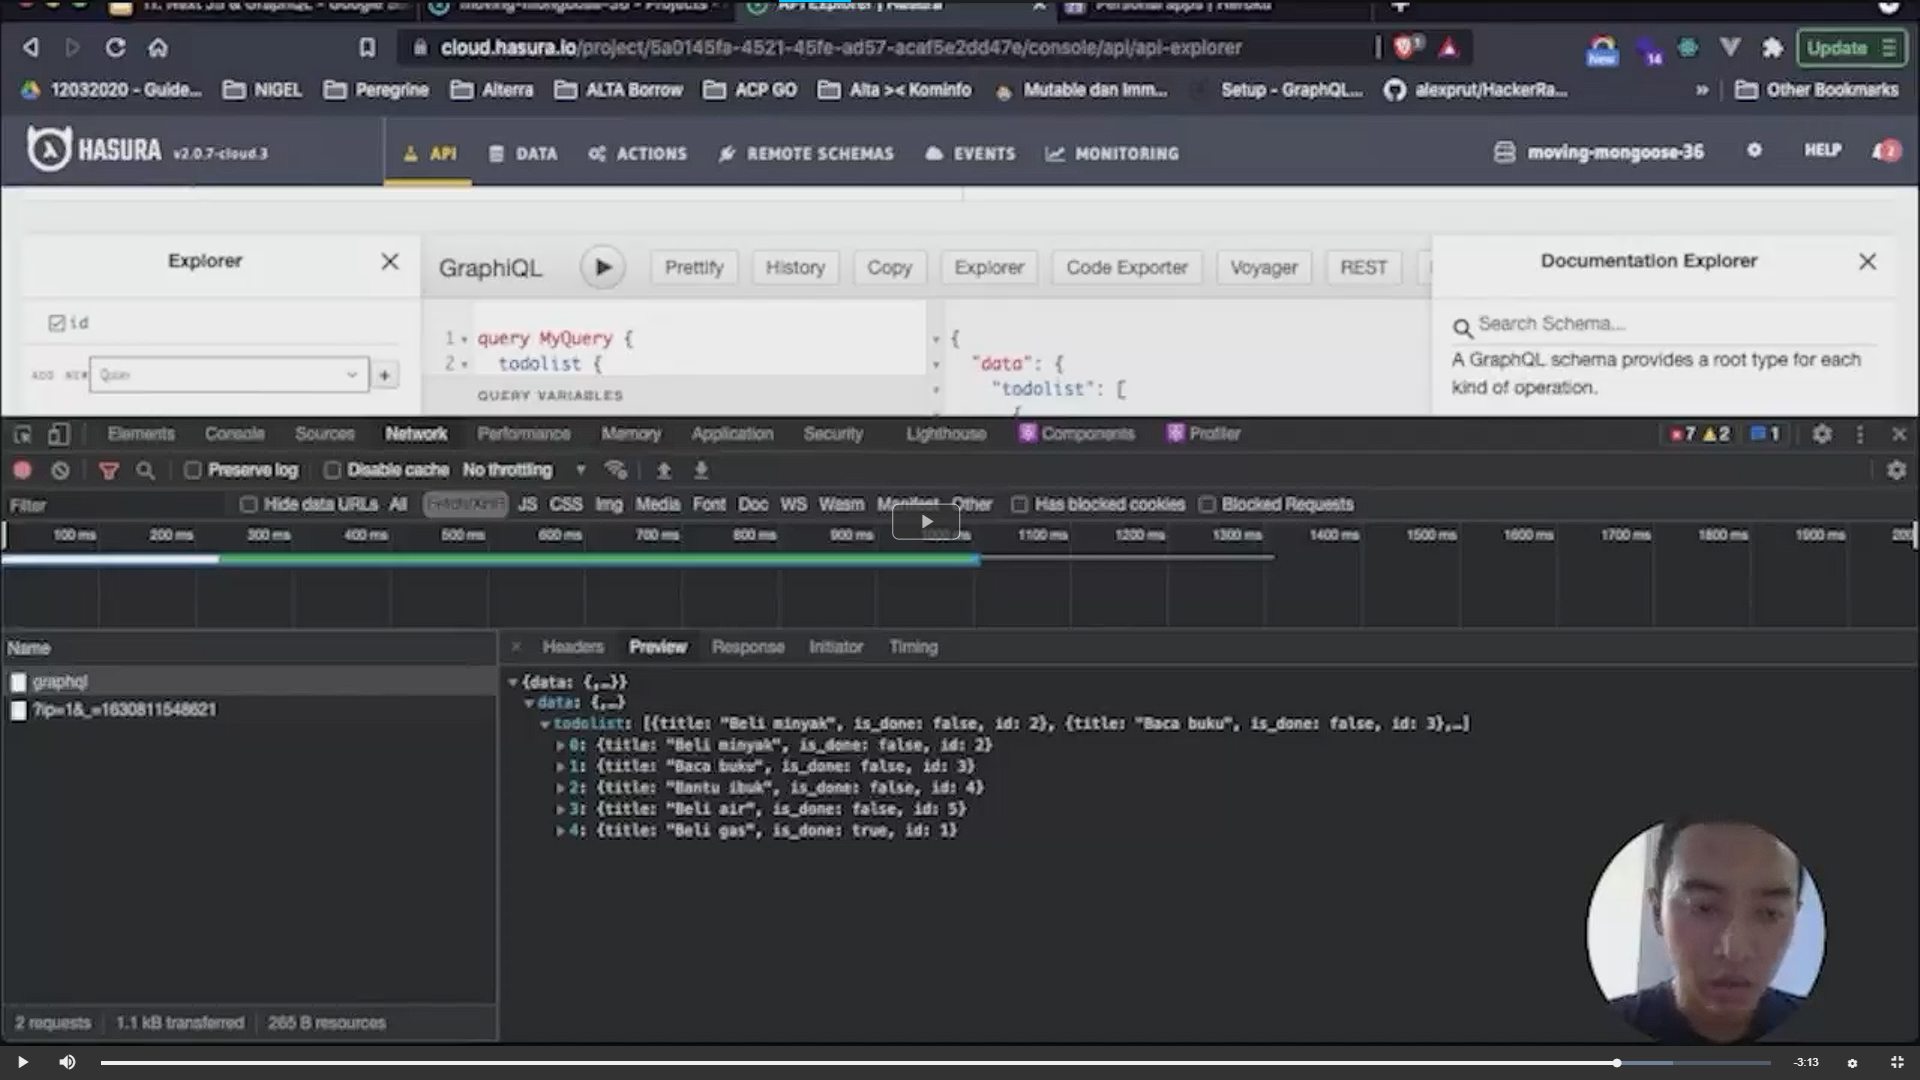 moving-mongoose-36 - Projects
API Explorer | Hasura
Personal apps | Heroku
cloud.hasura.io/project/5a0145fa-4521-45fe-ad57-acaf5e2dd47e/console/api/api-explorer
New
14
Update
12032020 - Guide...
NIGEL
Peregrine
Alterra
ALTA Borrow
ACP GO
Alta >< Kominfo
Mutable dan Imm...
Setup - GraphQL...
alexprut/HackerRa...
»
Other Bookmarks
HASURA v2.0.7-cloud.3
API
DATA
ACTIONS
REMOTE SCHEMAS
EVENTS
MONITORING
moving-mongoose-36
HELP
2
Explorer
GraphiQL
Prettify
History
Copy
Explorer
Code Exporter
Voyager
REST
Documentation Explorer
id
ADD NEW Query +
1 query MyQuery {
2 todolist {
QUERY VARIABLES
{
"data": {
"todolist": [
{
Search Schema...
A GraphQL schema provides a root type for each
kind of operation.
Elements Console Sources Network Performance Memory Application Security Lighthouse Components Profiler
7 2 1
Preserve log Disable cache No throttling
Filter Hide data URLs All Fetch/XHR JS CSS Img Media Font Doc WS Wasm Manifest Other Has blocked cookies Blocked Requests
100 ms 200 ms 300 ms 400 ms 500 ms 600 ms 700 ms 800 ms 900 ms 1000 ms 1100 ms 1200 ms 1300 ms 1400 ms 1500 ms 1600 ms 1700 ms 1800 ms 1900 ms 200
Name
graphql
?ip=1&_=1630811548621
Headers Preview Response Initiator Timing
{data: {,…}}
data: {,…}
todolist: [{title: "Beli minyak", is_done: false, id: 2}, {title: "Baca buku", is_done: false, id: 3},…]
0: {title: "Beli minyak", is_done: false, id: 2}
1: {title: "Baca buku", is_done: false, id: 3}
2: {title: "Bantu ibuk", is_done: false, id: 4}
3: {title: "Beli air", is_done: false, id: 5}
4: {title: "Beli gas", is_done: true, id: 1}
2 requests 1.1 kB transferred 265 B resources
-3:13